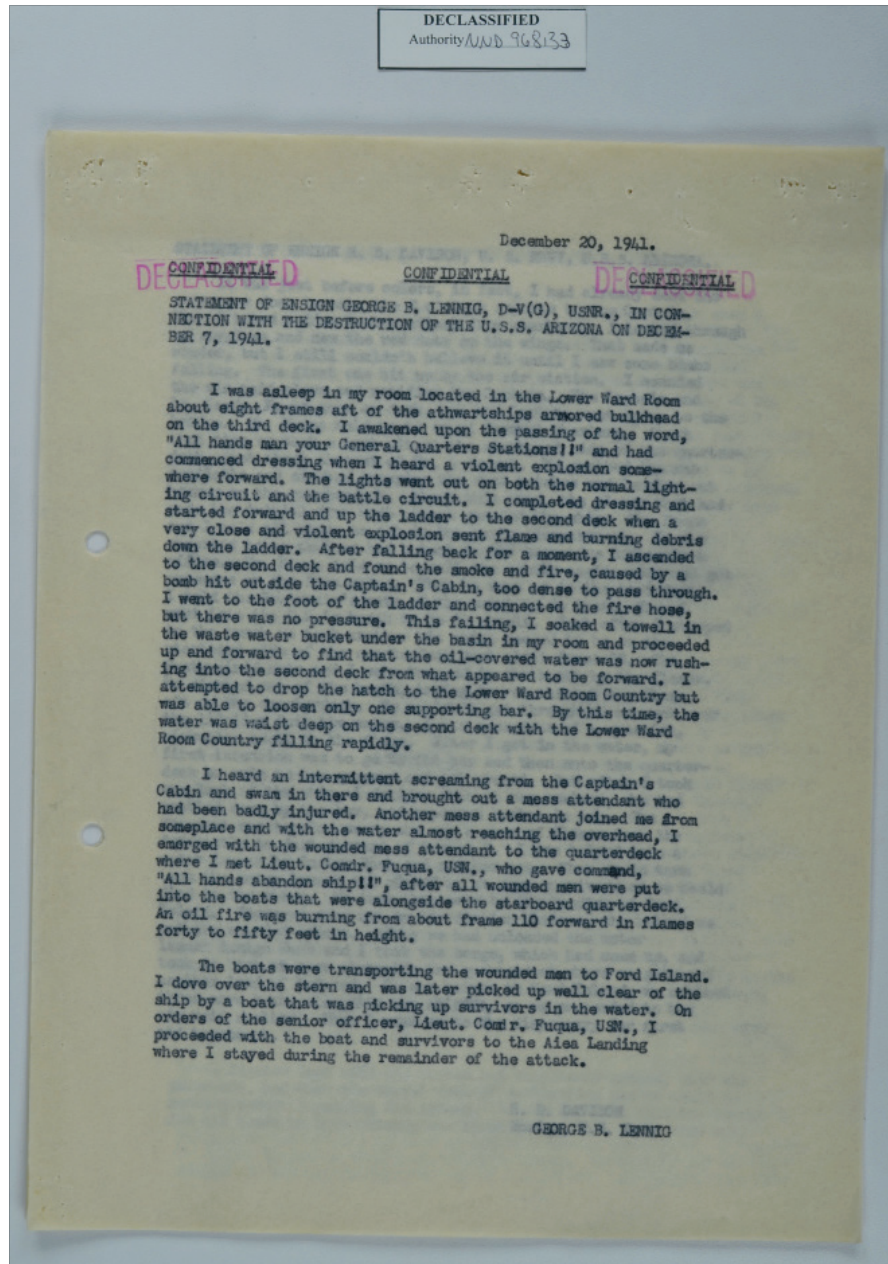 DECLASSIFIED
Authority NND 968133
December 20, 1941.
CONFIDENTIAL CONFIDENTIAL CONFIDENTIAL
DECLASSIFIED DECLASSIFIED
STATEMENT OF ENSIGN GEORGE B. LENNIG, D-V(G), USNR., IN CON-
NECTION WITH THE DESTRUCTION OF THE U.S.S. ARIZONA ON DECEM-
BER 7, 1941.
I was asleep in my room located in the Lower Ward Room
about eight frames aft of the athwartships armored bulkhead
on the third deck. I awakened upon the passing of the word,
"All hands man your General Quarters Stations!!" and had
commenced dressing when I heard a violent explosion some-
where forward. The lights went out on both the normal light-
ing circuit and the battle circuit. I completed dressing and
started forward and up the ladder to the second deck when a
very close and violent explosion sent flame and burning debris
down the ladder. After falling back for a moment, I ascended
to the second deck and found the smoke and fire, caused by a
bomb hit outside the Captain's Cabin, too dense to pass through.
I went to the foot of the ladder and connected the fire hose,
but there was no pressure. This failing, I soaked a towell in
the waste water bucket under the basin in my room and proceeded
up and forward to find that the oil-covered water was now rush-
ing into the second deck from what appeared to be forward. I
attempted to drop the hatch to the Lower Ward Room Country but
was able to loosen only one supporting bar. By this time, the
water was waist deep on the second deck with the Lower Ward
Room Country filling rapidly.
I heard an intermittent screaming from the Captain's
Cabin and swam in there and brought out a mess attendant who
had been badly injured. Another mess attendant joined me from
someplace and with the water almost reaching the overhead, I
emerged with the wounded mess attendant to the quarterdeck
where I met Lieut. Comdr. Fuqua, USN., who gave command,
"All hands abandon ship!!", after all wounded men were put
into the boats that were alongside the starboard quarterdeck.
An oil fire was burning from about frame 110 forward in flames
forty to fifty feet in height.
The boats were transporting the wounded men to Ford Island.
I dove over the stern and was later picked up well clear of the
ship by a boat that was picking up survivors in the water. On
orders of the senior officer, Lieut. Comdr. Fuqua, USN., I
proceeded with the boat and survivors to the Aiea Landing
where I stayed during the remainder of the attack.
GEORGE B. LENNIG